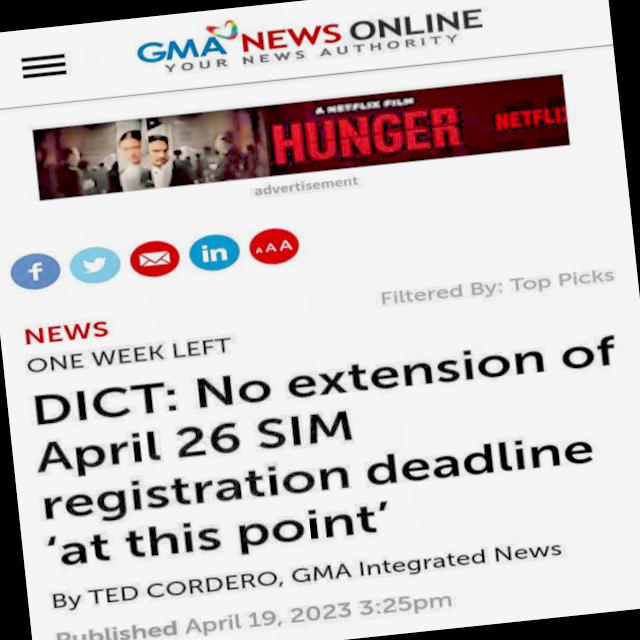 GMA NEWS ONLINE
YOUR NEWS AUTHORITY
A NETFLIX FILM
HUNGER
NETFLIX
advertisement
f
in
AAA
Filtered By: Top Picks
NEWS
ONE WEEK LEFT
DICT: No extension of
April 26 SIM
registration deadline
‘at this point’
By TED CORDERO, GMA Integrated News
Published April 19, 2023 3:25pm